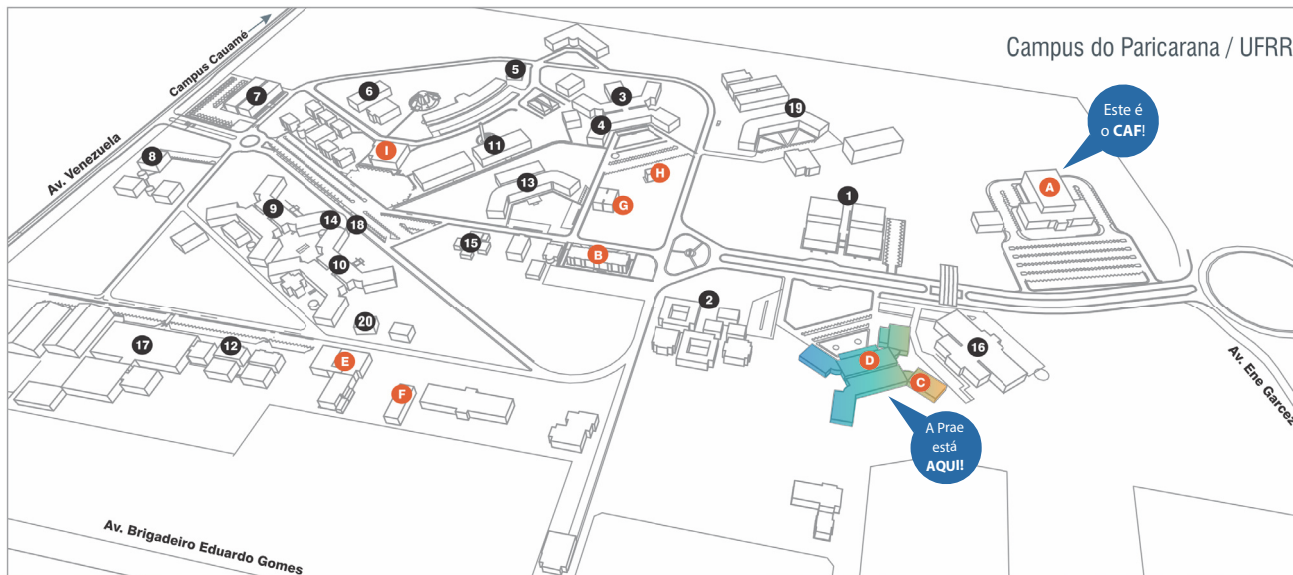 Campus do Paricarana / UFRR
Campus Cauamé
Av. Venezuela
Este é
o CAF!
5
6
3
7
19
4
11
I
8
H
A
13
1
G
9
14
18
15
B
10
2
20
17
12
E
D
16
C
F
Av. Ene Garcez
A Prae
está
AQUI!
Av. Brigadeiro Eduardo Gomes